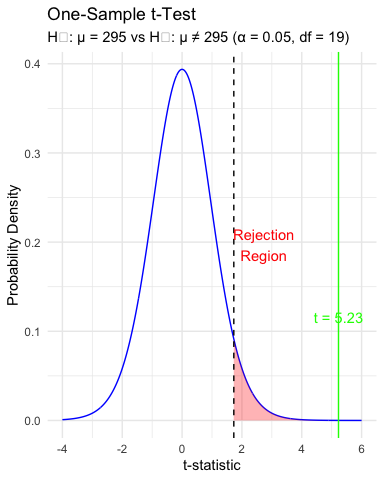 One-Sample t-Test
H□: μ = 295 vs H□: μ ≠ 295 (α = 0.05, df = 19)
Probability Density
0.4
0.3
0.2
0.1
0.0
Rejection
Region
t = 5.23
-4 -2 0 2 4 6
t-statistic